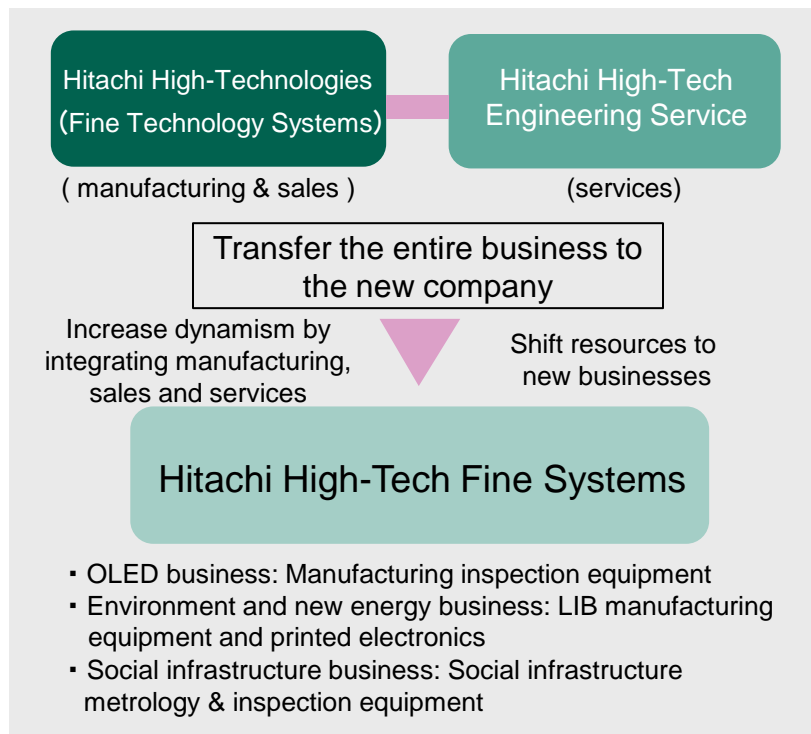 Hitachi High-Technologies
(Fine Technology Systems)
Hitachi High-Tech
Engineering Service
( manufacturing & sales )
(services)
Transfer the entire business to
the new company
Increase dynamism by
integrating manufacturing,
sales and services
Shift resources to
new businesses
Hitachi High-Tech Fine Systems
・OLED business: Manufacturing inspection equipment
・Environment and new energy business: LIB manufacturing
equipment and printed electronics
・Social infrastructure business: Social infrastructure
metrology & inspection equipment